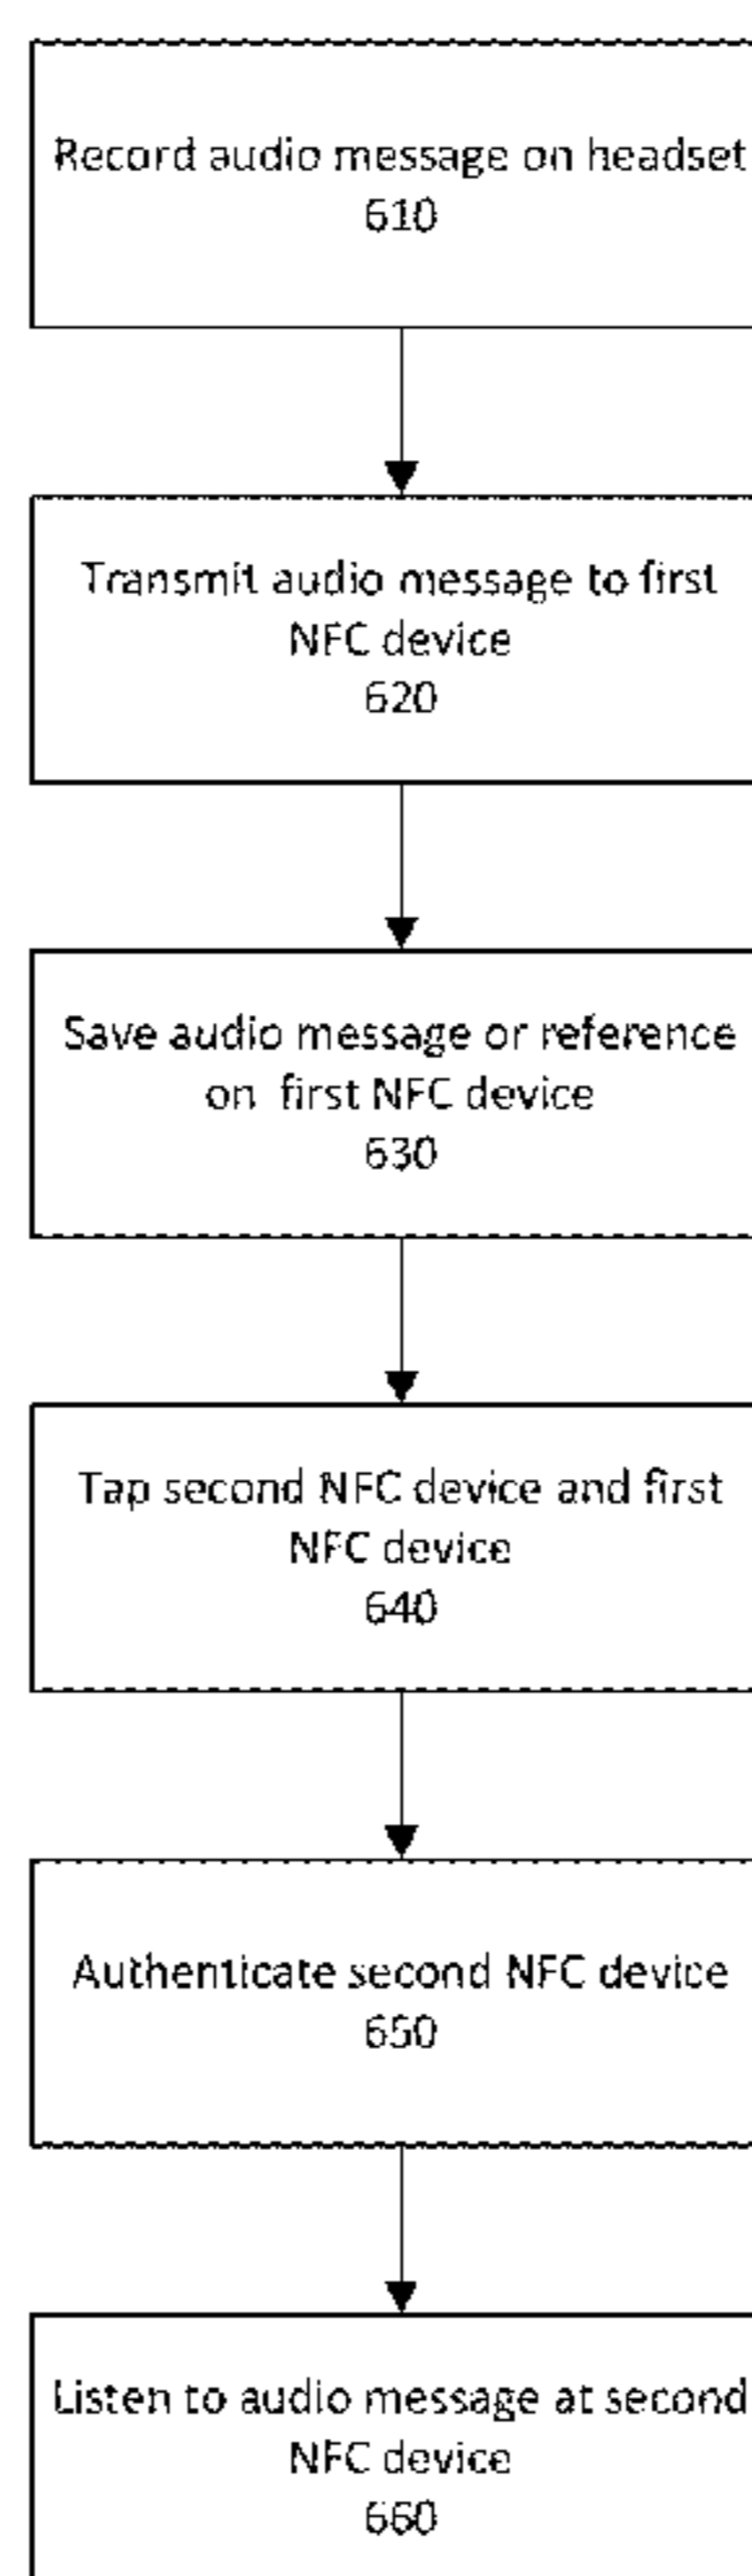 Record audio message on headset
610
Transmit audio message to first
NFC device
620
Save audio message or reference
on first NFC device
630
Tap second NFC device and first
NFC device
640
Authenticate second NFC device
650
Listen to audio message at second
NFC device
660